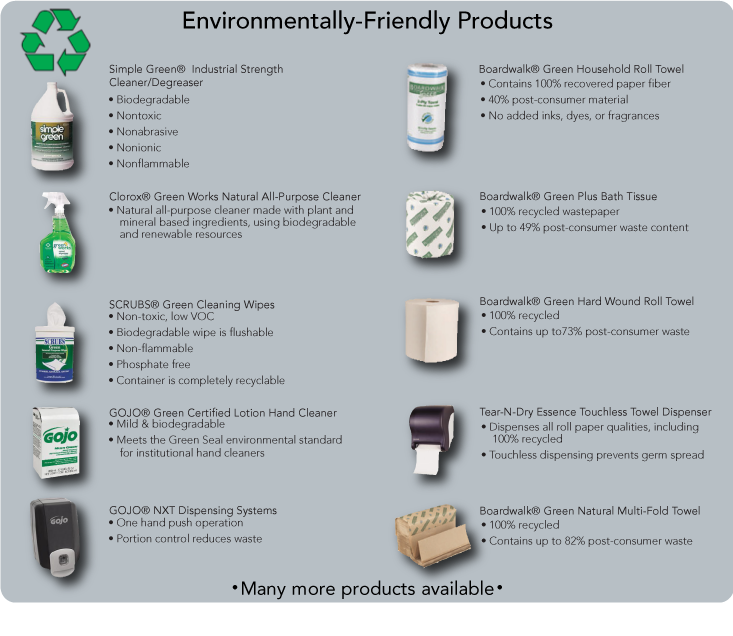 Environmentally-Friendly Products
Simple Green® Industrial Strength
Cleaner/Degreaser
• Biodegradable
• Nontoxic
• Nonabrasive
• Nonionic
• Nonflammable
simple
green
Clorox® Green Works Natural All-Purpose Cleaner
• Natural all-purpose cleaner made with plant and
mineral based ingredients, using biodegradable
and renewable resources
SCRUBS® Green Cleaning Wipes
• Non-toxic, low VOC
• Biodegradable wipe is flushable
• Non-flammable
• Phosphate free
• Container is completely recyclable
SCRUBS
Green
GOJO® Green Certified Lotion Hand Cleaner
• Mild & biodegradable
• Meets the Green Seal environmental standard
for institutional hand cleaners
GOJO
GOJO® NXT Dispensing Systems
• One hand push operation
• Portion control reduces waste
GOJO
Boardwalk® Green Household Roll Towel
• Contains 100% recovered paper fiber
• 40% post-consumer material
• No added inks, dyes, or fragrances
Boardwalk® Green Plus Bath Tissue
• 100% recycled wastepaper
• Up to 49% post-consumer waste content
Boardwalk® Green Hard Wound Roll Towel
• 100% recycled
• Contains up to73% post-consumer waste
Tear-N-Dry Essence Touchless Towel Dispenser
• Dispenses all roll paper qualities, including
100% recycled
• Touchless dispensing prevents germ spread
Boardwalk® Green Natural Multi-Fold Towel
• 100% recycled
• Contains up to 82% post-consumer waste
•Many more products available•